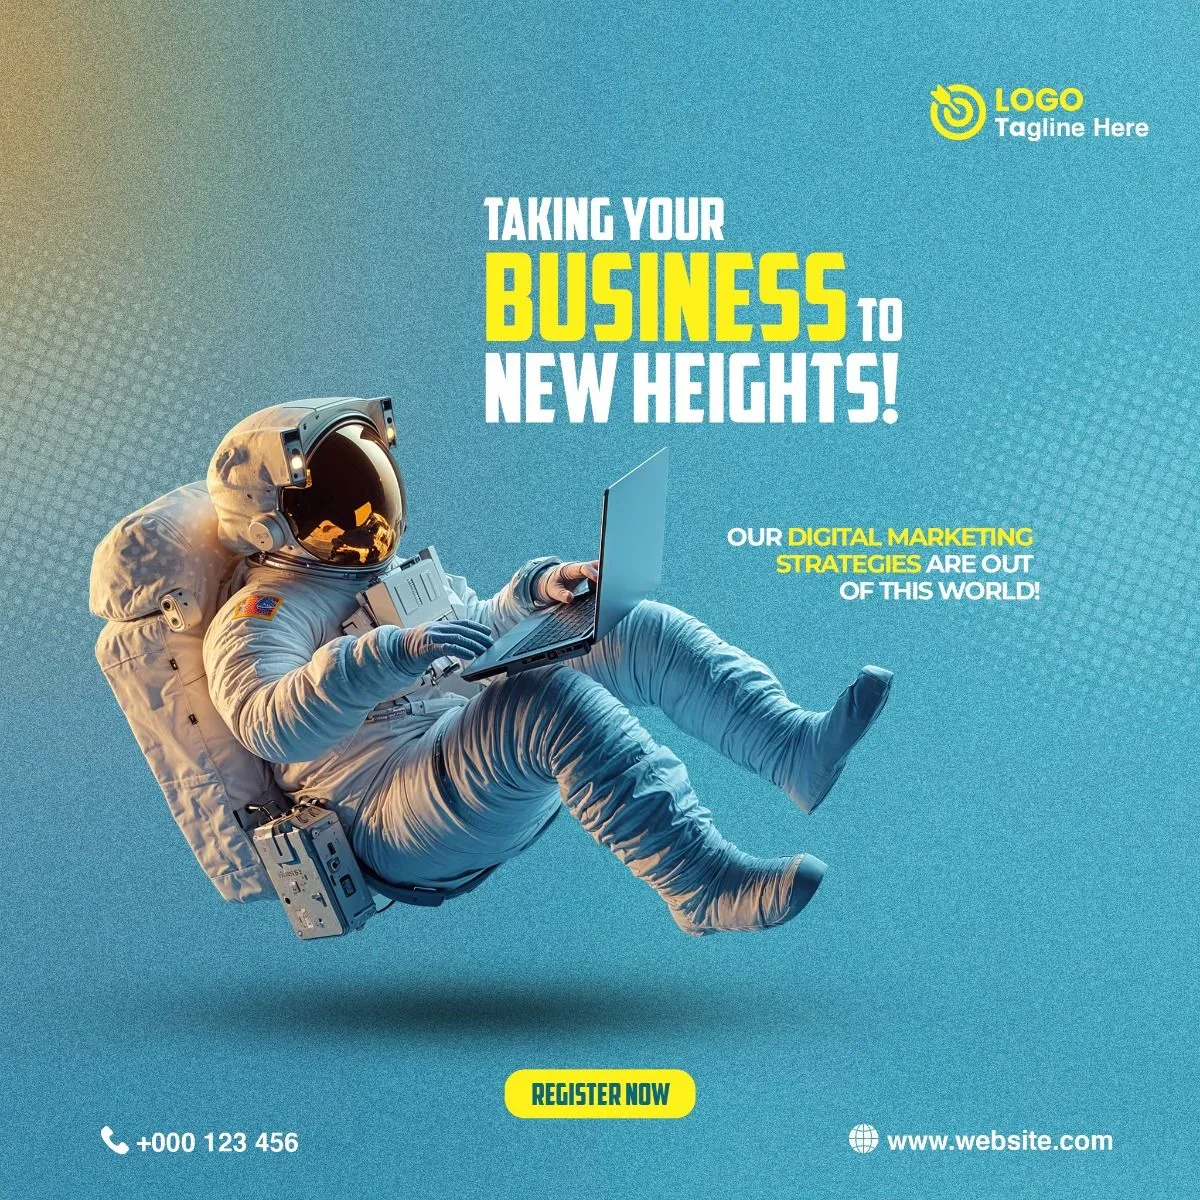 LOGO
Tagline Here
TAKING YOUR
BUSINESS TO
NEW HEIGHTS!
OUR DIGITAL MARKETING
STRATEGIES ARE OUT
OF THIS WORLD!
REGISTER NOW
+000 123 456
www.website.com